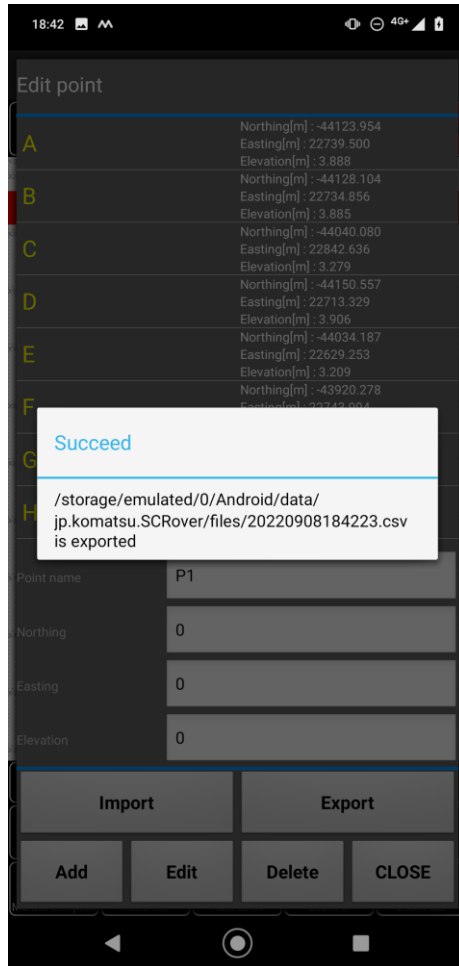 18:42
4G+
Edit point
A
Northing[m] : -44123.954
Easting[m] : 22739.500
Elevation[m] : 3.888
B
Northing[m] : -44128.104
Easting[m] : 22734.856
Elevation[m] : 3.885
C
Northing[m] : -44040.080
Easting[m] : 22842.636
Elevation[m] : 3.279
D
Northing[m] : -44150.557
Easting[m] : 22713.329
Elevation[m] : 3.906
E
Northing[m] : -44034.187
Easting[m] : 22629.253
Elevation[m] : 3.209
F
Northing[m] : -43920.278
Easting[m] : 22743.994
G
H
Succeed
/storage/emulated/0/Android/data/
jp.komatsu.SCRover/files/20220908184223.csv
is exported
Point name
P1
Northing
0
Easting
0
Elevation
0
Import
Export
Add
Edit
Delete
CLOSE